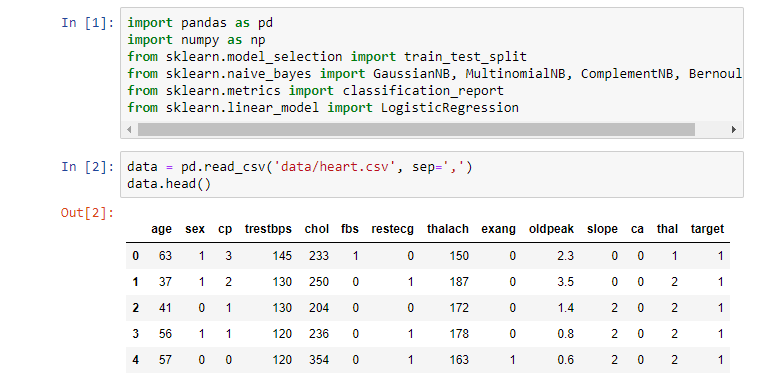 In [1]: import pandas as pd
import numpy as np
from sklearn.model_selection import train_test_split
from sklearn.naive_bayes import GaussianNB, MultinomialNB, ComplementNB, Bernoul
from sklearn.metrics import classification_report
from sklearn.linear_model import LogisticRegression
In [2]: data = pd.read_csv('data/heart.csv', sep=',')
data.head()
Out[2]:
age sex cp trestbps chol fbs restecg thalach exang oldpeak slope ca thal target
0 63 1 3 145 233 1 0 150 0 2.3 0 0 1 1
1 37 1 2 130 250 0 1 187 0 3.5 0 0 2 1
2 41 0 1 130 204 0 0 172 0 1.4 2 0 2 1
3 56 1 1 120 236 0 1 178 0 0.8 2 0 2 1
4 57 0 0 120 354 0 1 163 1 0.6 2 0 2 1